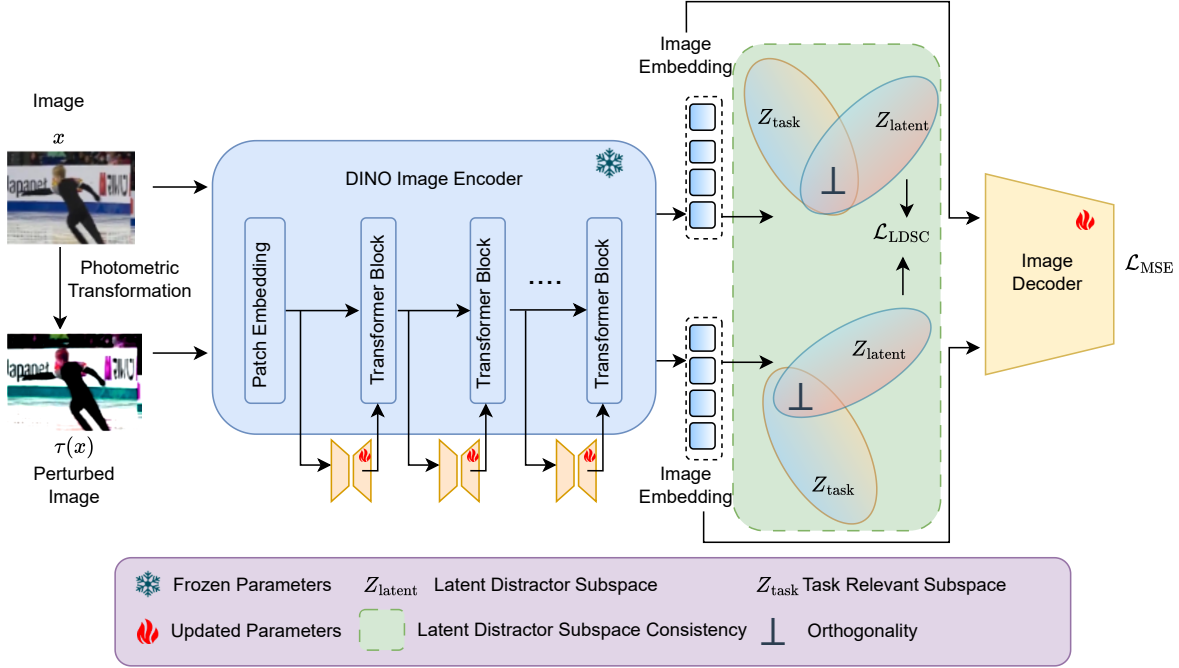 Image
x
Japanet
Photometric
Transformation
Japanet
τ(x)
Perturbed
Image
DINO Image Encoder
Patch Embedding
Transformer Block
Transformer Block
....
Transformer Block
Image
Embedding
Z_task
Z_latent
⊥
ℒ_LDSC
Z_latent
⊥
Z_task
Image
Embedding
Image
Decoder
ℒ_MSE
Frozen Parameters
Z_latent Latent Distractor Subspace
Z_task Task Relevant Subspace
Updated Parameters
Latent Distractor Subspace Consistency
⊥ Orthogonality